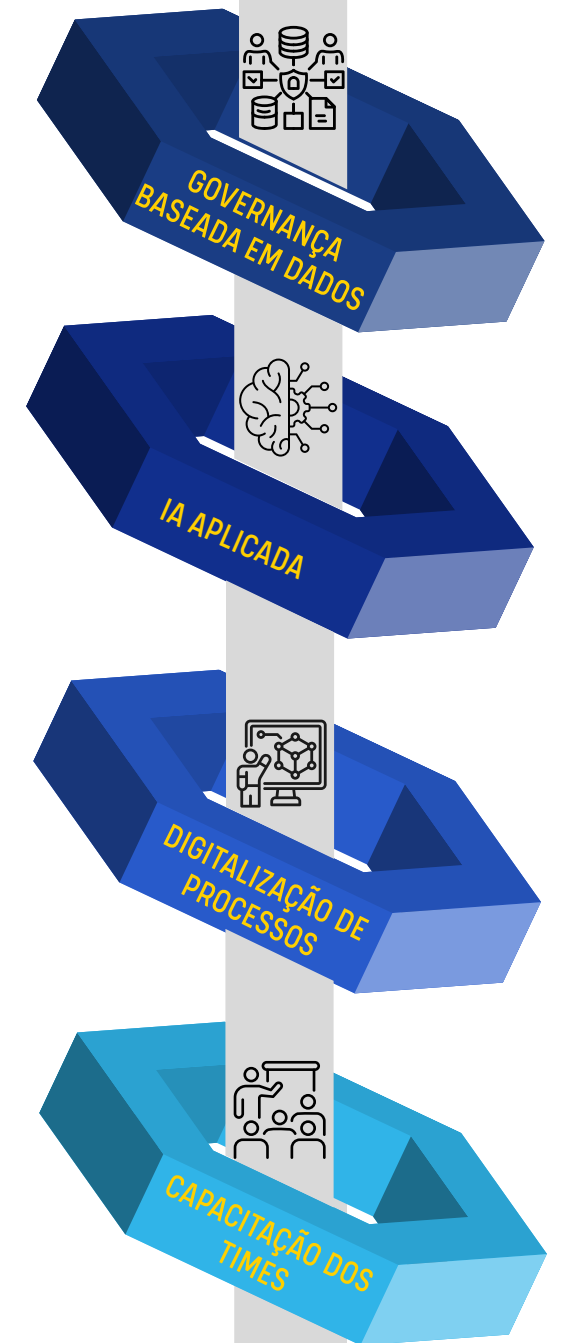 GOVERNANÇA
BASEADA EM DADOS
IA APLICADA
DIGITALIZAÇÃO DE
PROCESSOS
CAPACITAÇÃO DOS
TIMES